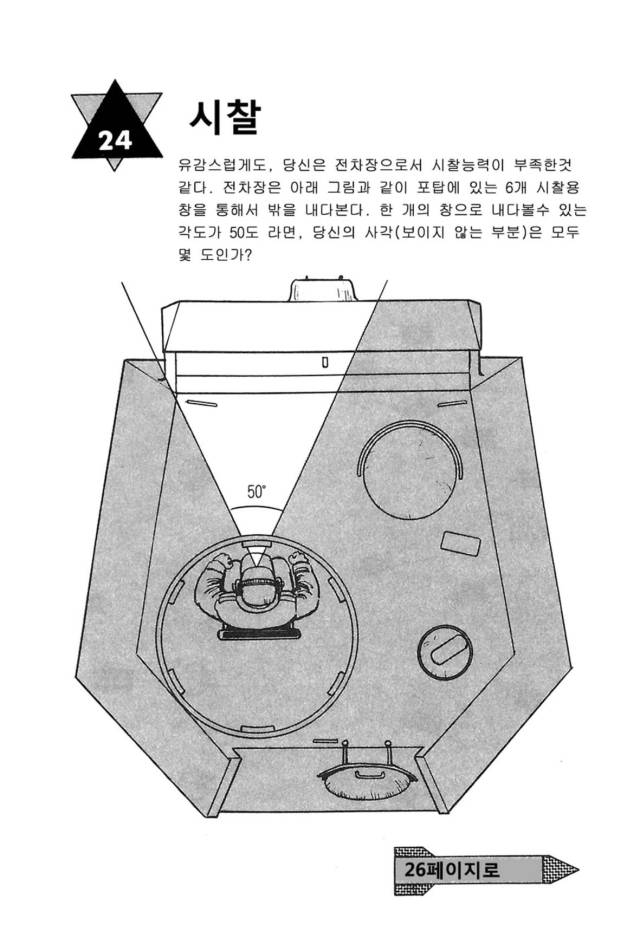 24
시찰
유감스럽게도, 당신은 전차장으로서 시찰능력이 부족한것
같다. 전차장은 아래 그림과 같이 포탑에 있는 6개 시찰용
창을 통해서 밖을 내다본다. 한 개의 창으로 내다볼수 있는
각도가 50도 라면, 당신의 사각(보이지 않는 부분)은 모두
몇 도인가?
50°
26페이지로